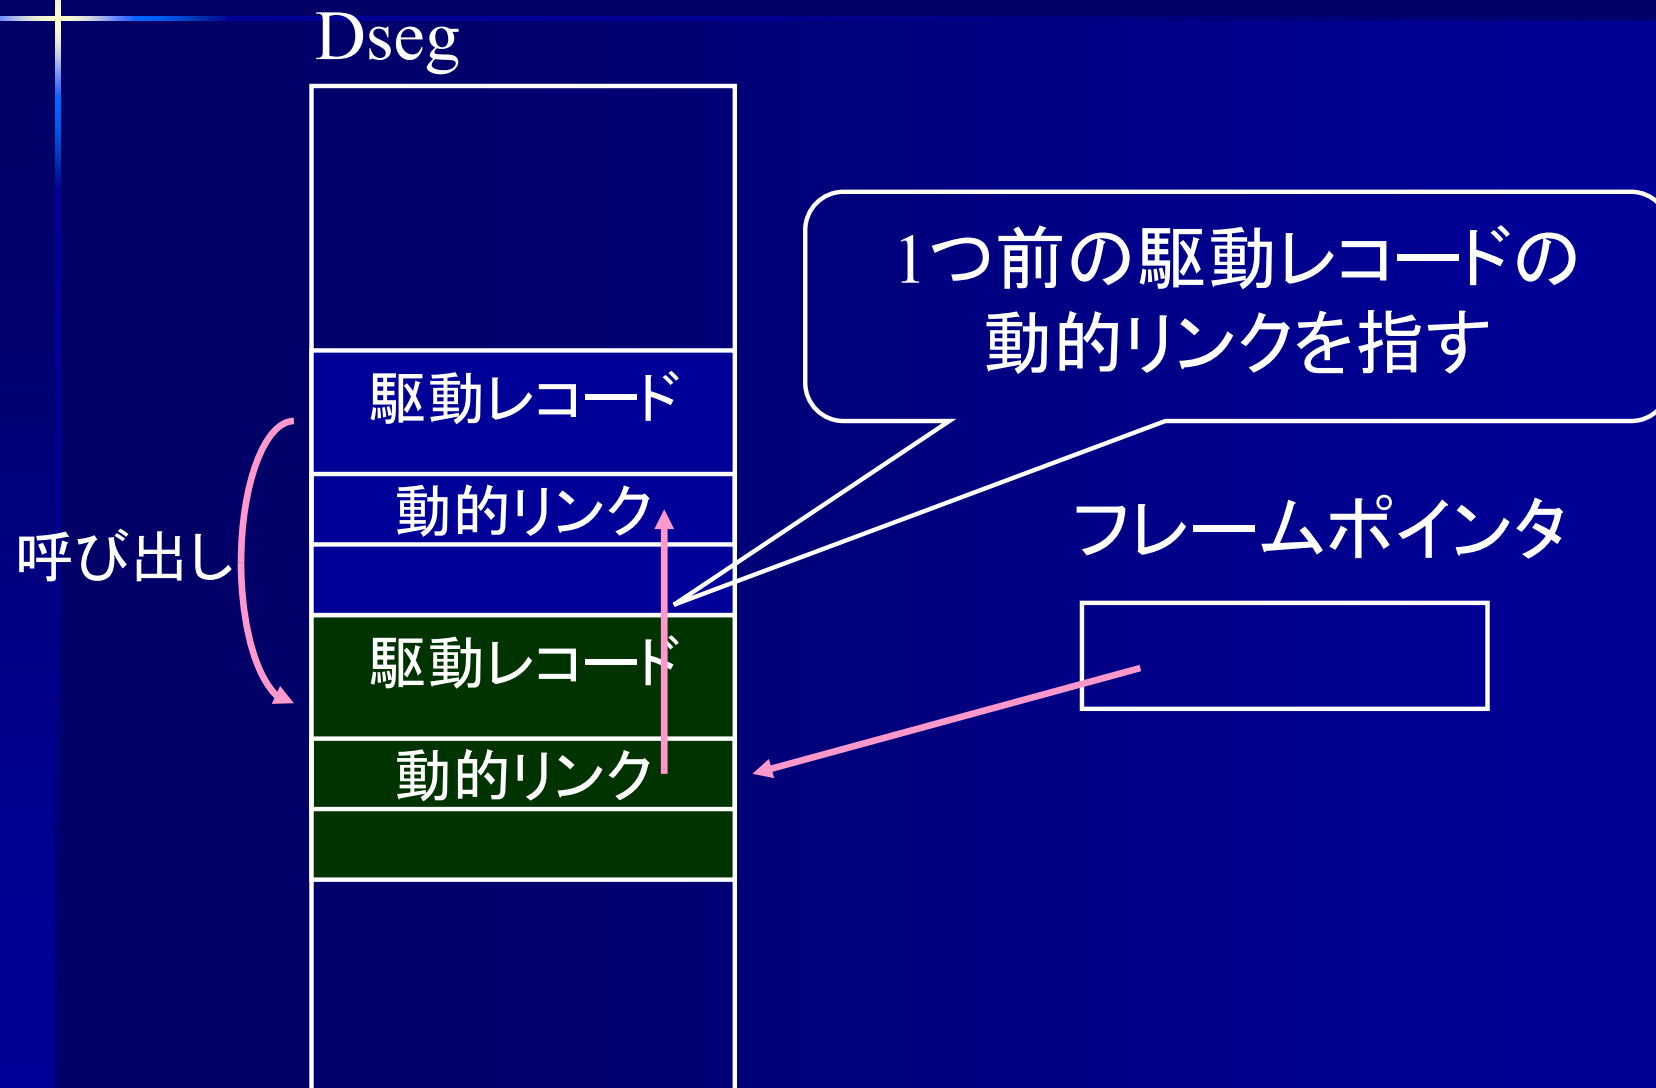 Dseg
1つ前の駆動レコードの
動的リンクを指す
駆動レコード
動的リンク
フレームポインタ
呼び出し
駆動レコード
動的リンク